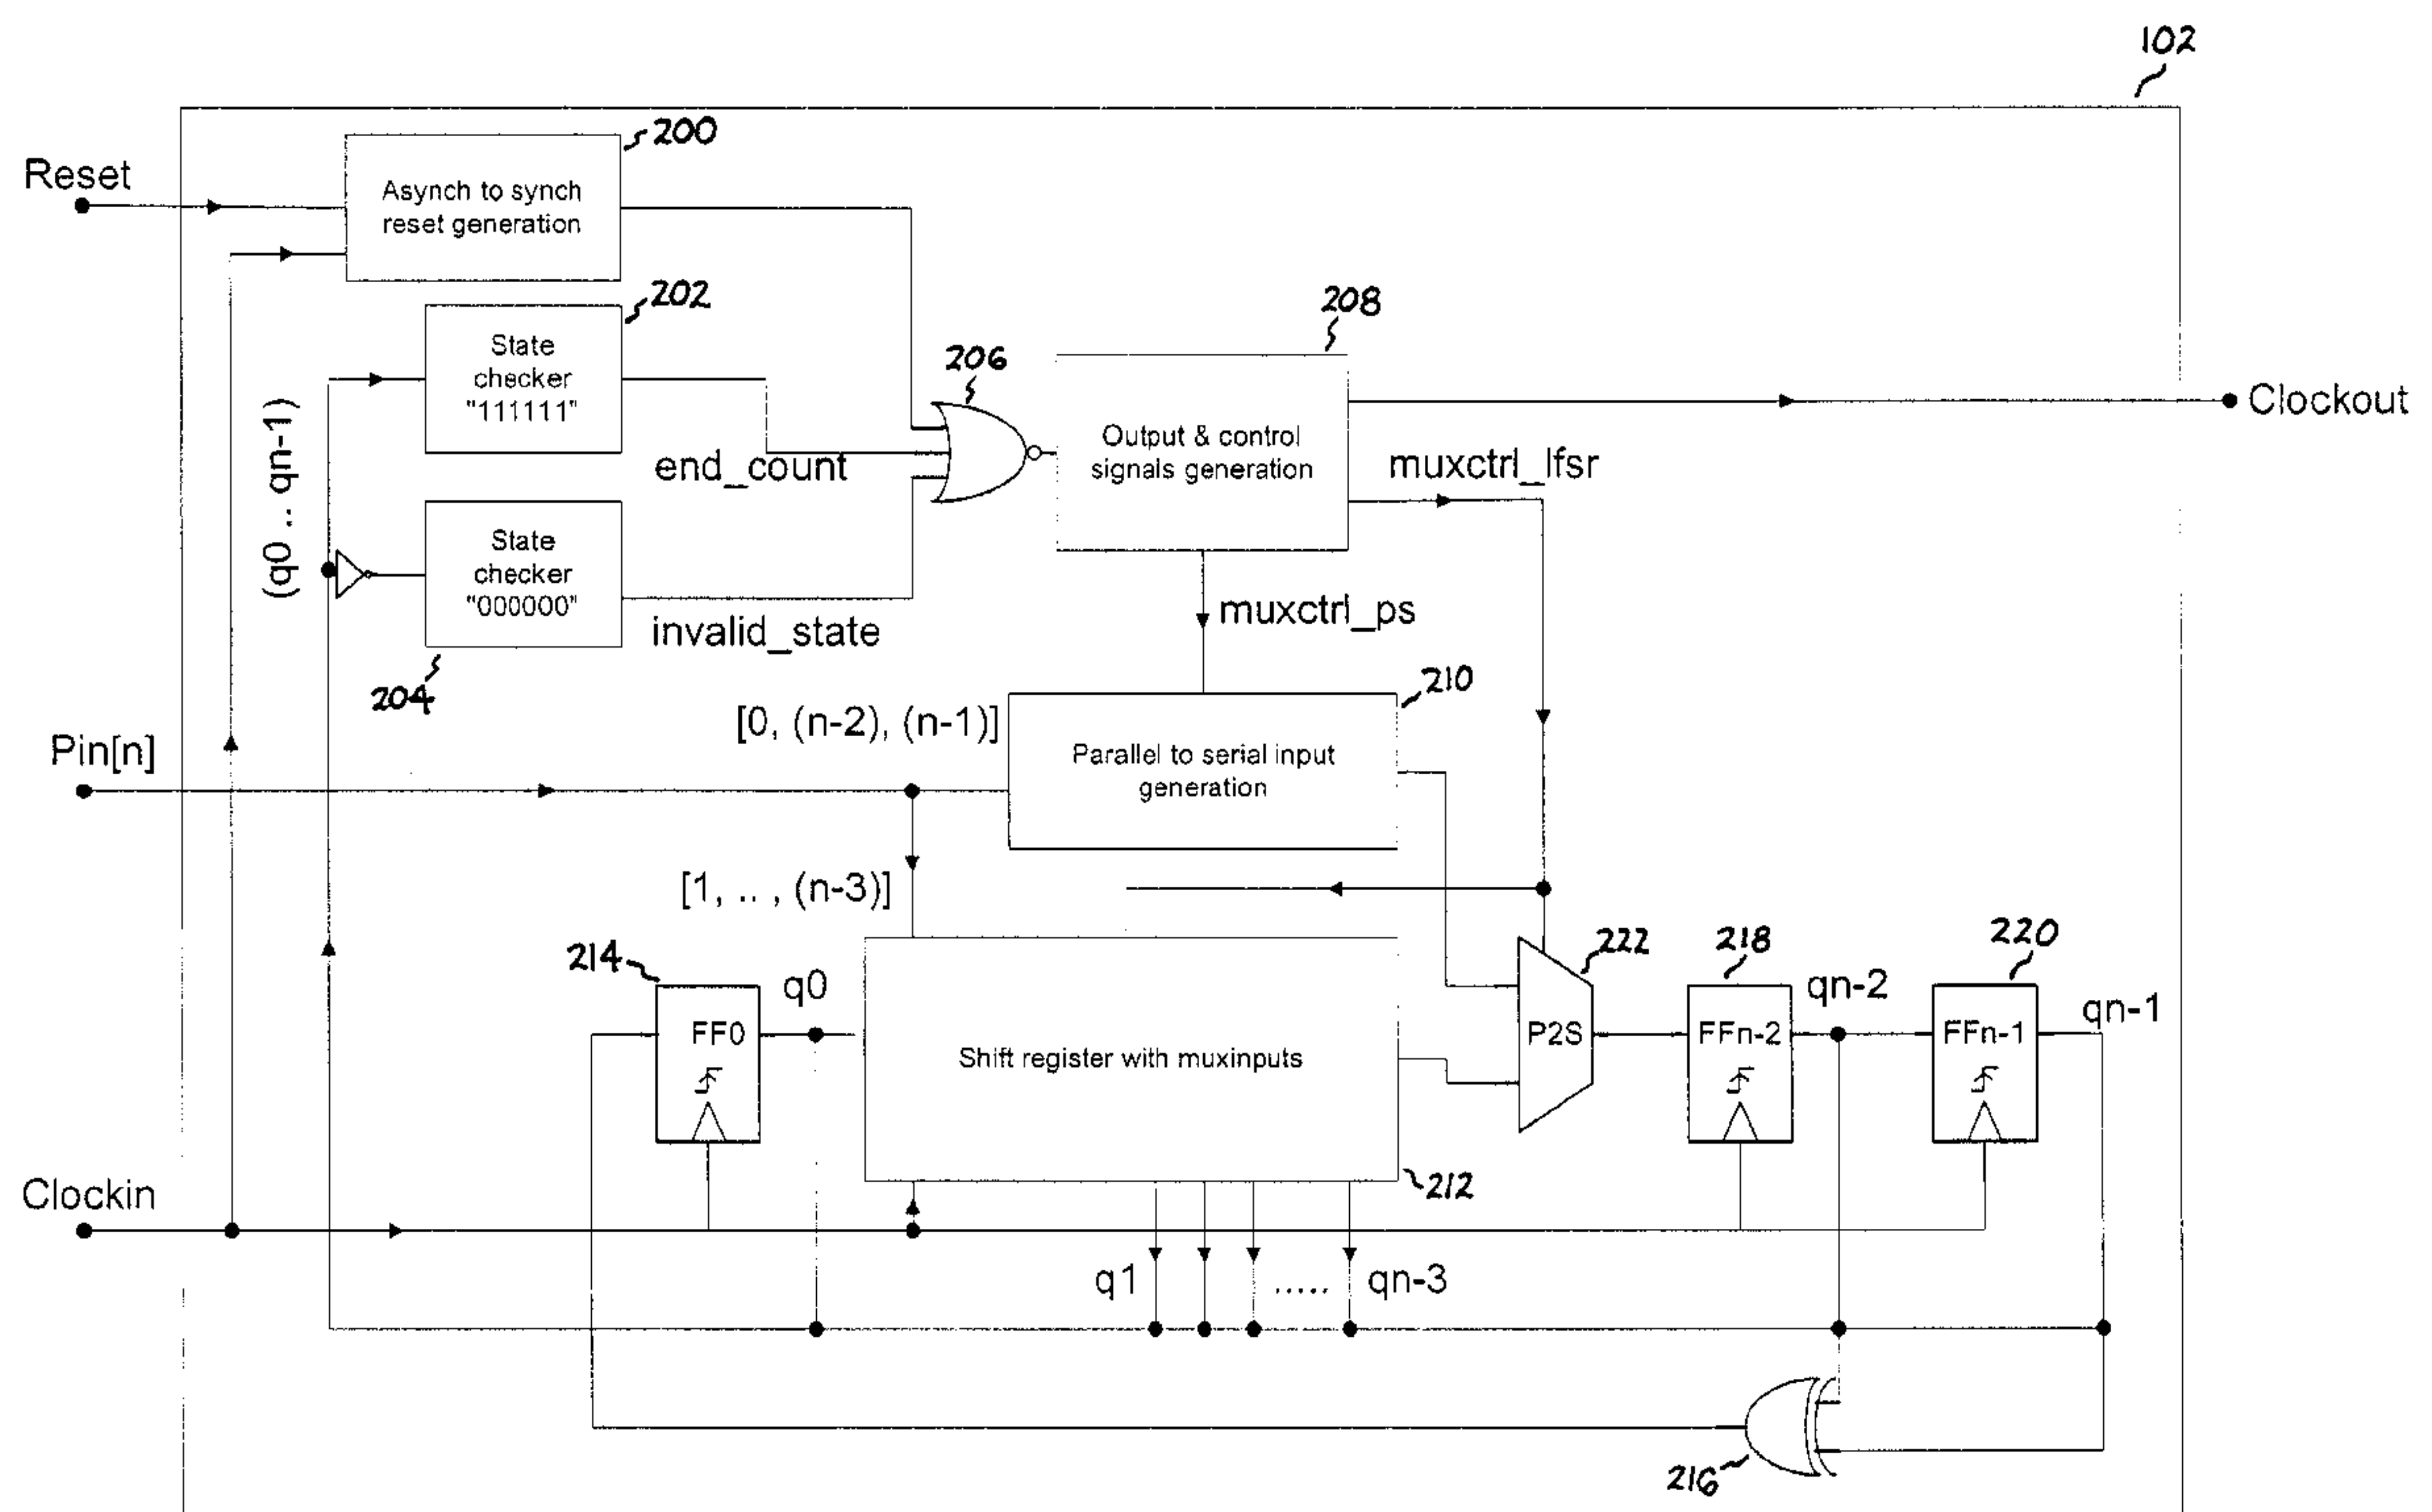 102
200
Reset
Asynch to synch
reset generation
202
State
checker
"111111"
208
206
Clockout
(q0 .. qn-1)
Output & control
signals generation
end_count
muxctrl_lfsr
State
checker
"000000"
muxctrl_ps
invalid_state
204
210
[0, (n-2), (n-1)]
Pin[n]
Parallel to serial input
generation
[1, .. , (n-3)]
214
q0
222
218
220
qn-2
qn-1
FF0
Shift register with muxinputs
P2S
FFn-2
FFn-1
Clockin
212
q1
.....
qn-3
216